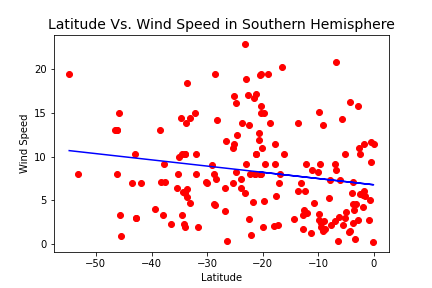 Latitude Vs. Wind Speed in Southern Hemisphere
20
15
10
5
0
Wind Speed
−50 −40 −30 −20 −10 0
Latitude